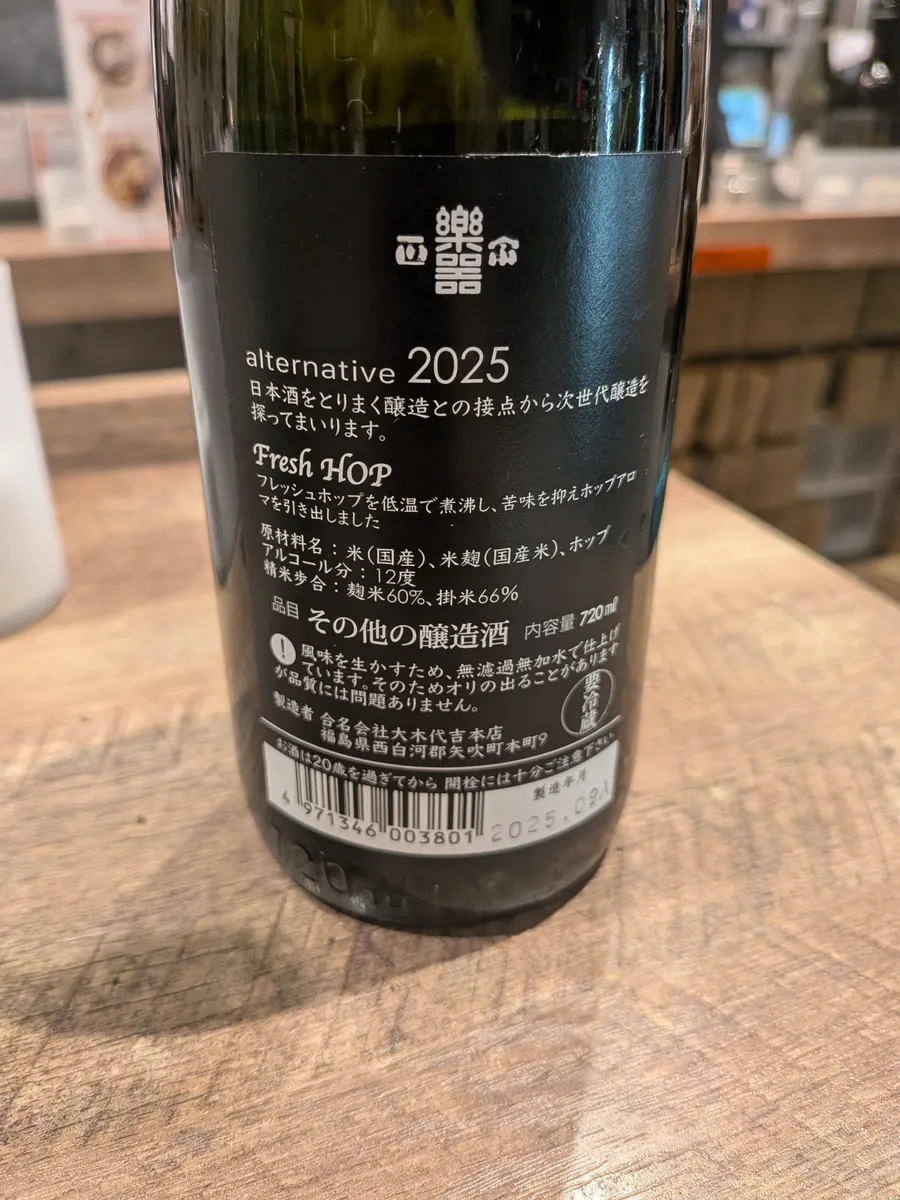 樂器
正 尓
alternative 2025
日本酒をとりまく醸造との接点から次世代醸造を
探ってまいります。
Fresh HOP
フレッシュホップを低温で煮沸し、苦味を抑えホップアロ
マを引き出しました
原材料名：米(国産)、米麹(国産米)、ホップ
アルコール分：12度
精米歩合：麹米60%、掛米66%
品目 その他の醸造酒 内容量 720㎖
! 風味を生かすため、無濾過無加水で仕上げ
ています。そのためオリの出ることがあります
が品質には問題ありません。
要冷蔵
製造者 合名会社大木代吉本店
福島県西白河郡矢吹町本町9
お酒は20歳を過ぎてから 開栓には十分ご注意下さい
製造年月
4 971346 003801 2025.09A